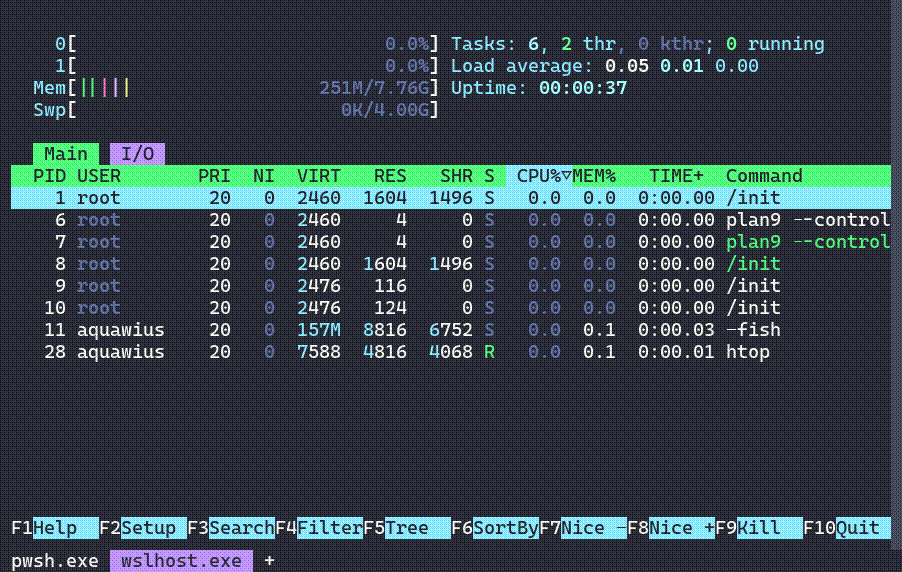 0[ 0.0%] Tasks: 6, 2 thr, 0 kthr; 0 running
1[ 0.0%] Load average: 0.05 0.01 0.00
Mem[||||| 251M/7.76G] Uptime: 00:00:37
Swp[ 0K/4.00G]
Main I/O
PID USER PRI NI VIRT RES SHR S CPU%▽MEM% TIME+ Command
1 root 20 0 2460 1604 1496 S 0.0 0.0 0:00.00 /init
6 root 20 0 2460 4 0 S 0.0 0.0 0:00.00 plan9 --control
7 root 20 0 2460 4 0 S 0.0 0.0 0:00.00 plan9 --control
8 root 20 0 2460 1604 1496 S 0.0 0.0 0:00.00 /init
9 root 20 0 2476 116 0 S 0.0 0.0 0:00.00 /init
10 root 20 0 2476 124 0 S 0.0 0.0 0:00.00 /init
11 aquawius 20 0 157M 8816 6752 S 0.0 0.1 0:00.03 -fish
28 aquawius 20 0 7588 4816 4068 R 0.0 0.1 0:00.01 htop
F1Help F2Setup F3SearchF4FilterF5Tree F6SortByF7Nice -F8Nice +F9Kill F10Quit
pwsh.exe wslhost.exe +